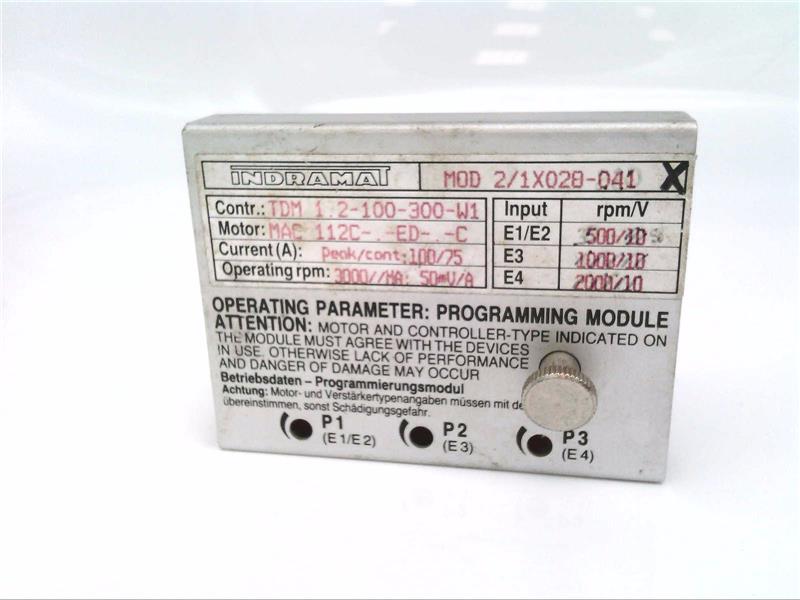 INDRAMAT MOD 2/1X028-041 X
Contr.: TDM 1.2-100-300-W1 Input rpm/V
Motor: MAC 112C-.-ED-.-C E1/E2
Current (A): Peak/cont:100/75 E3 1000/10
Operating rpm: 3000//MA: 50mV/A E4 2000/10
OPERATING PARAMETER: PROGRAMMING MODULE
ATTENTION: MOTOR AND CONTROLLER-TYPE INDICATED ON
THE MODULE MUST AGREE WITH THE DEVICES
IN USE. OTHERWISE LACK OF PERFORMANCE
AND DANGER OF DAMAGE MAY OCCUR
Betriebsdaten – Programmierungsmodul
Achtung: Motor- und Verstärkertypenangaben müssen mit
übereinstimmen, sonst Schädigungsgefahr.
P1 P2 P3
(E1/E2) (E3) (E4)